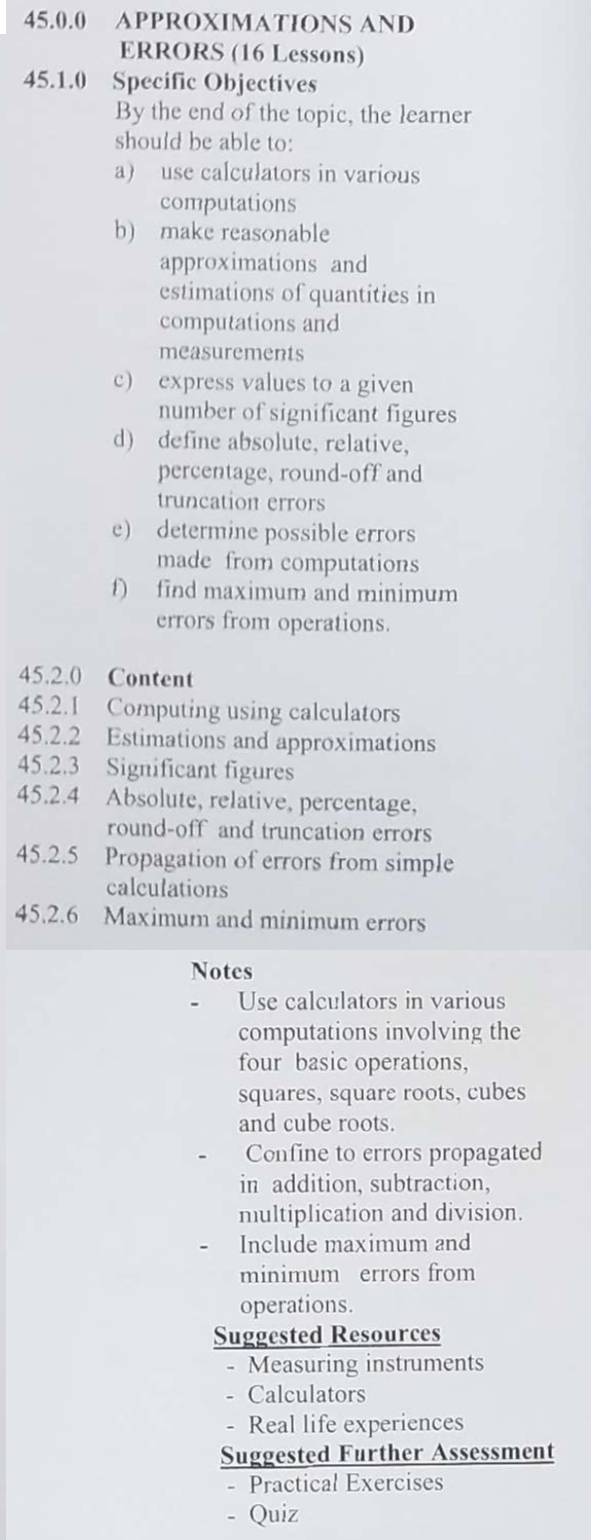 45.0.0 APPROXIMATIONS AND
ERRORS (16 Lessons)
45.1.0 Specific Objectives
By the end of the topic, the learner
should be able to:
a) use calculators in various
computations
b) make reasonable
approximations and
estimations of quantities in
computations and
measurements
c) express values to a given
number of significant figures
d) define absolute, relative,
percentage, round-off and
truncation errors
e) determine possible errors
made from computations
f) find maximum and minimum
errors from operations.
45.2.0 Content
45.2.1 Computing using calculators
45.2.2 Estimations and approximations
45.2.3 Significant figures
45.2.4 Absolute, relative, percentage,
round-off and truncation errors
45.2.5 Propagation of errors from simple
calculations
45.2.6 Maximum and minimum errors
Notes
- Use calculators in various
computations involving the
four basic operations,
squares, square roots, cubes
and cube roots.
- Confine to errors propagated
in addition, subtraction,
multiplication and division.
- Include maximum and
minimum errors from
operations.
Suggested Resources
- Measuring instruments
- Calculators
- Real life experiences
Suggested Further Assessment
- Practical Exercises
- Quiz